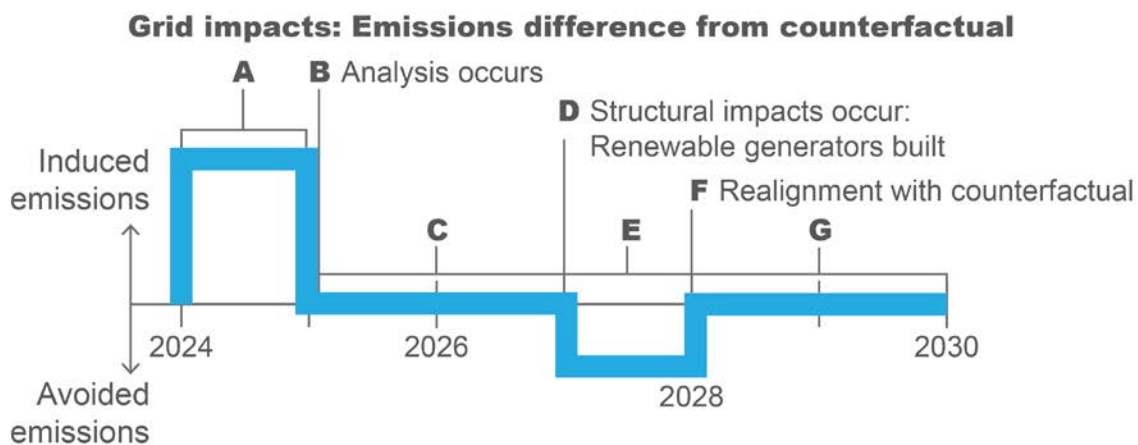 Grid impacts: Emissions difference from counterfactual
A
B Analysis occurs
D Structural impacts occur:
Renewable generators built
Induced
emissions
F Realignment with counterfactual
C
E
G
2024
2026
2030
2028
Avoided
emissions